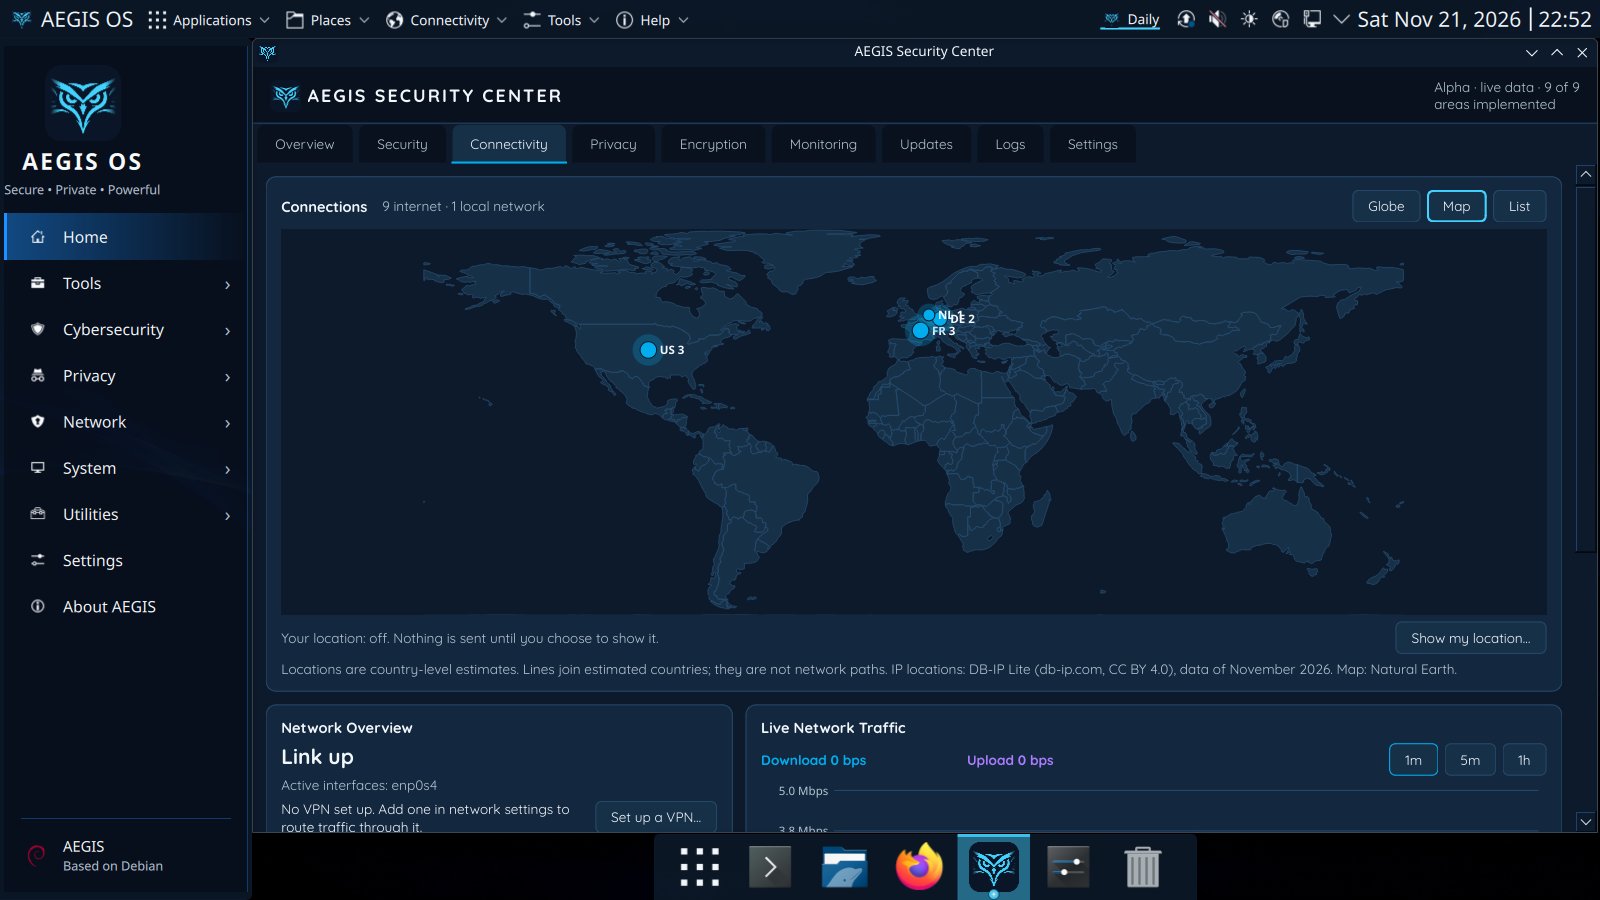 AEGIS OS Applications Places Connectivity Tools Help Daily Sat Nov 21, 2026 | 22:52
AEGIS Security Center
AEGIS SECURITY CENTER
Alpha · live data · 9 of 9
areas implemented
Overview Security Connectivity Privacy Encryption Monitoring Updates Logs Settings
AEGIS OS
Secure • Private • Powerful
Home
Tools
Cybersecurity
Privacy
Network
System
Utilities
Settings
About AEGIS
AEGIS
Based on Debian
Connections 9 internet · 1 local network Globe Map List
NL 1
DE 2
FR 3
US 3
Your location: off. Nothing is sent until you choose to show it. Show my location...
Locations are country-level estimates. Lines join estimated countries; they are not network paths. IP locations: DB-IP Lite (db-ip.com, CC BY 4.0), data of November 2026. Map: Natural Earth.
Network Overview
Link up
Active interfaces: enp0s4
No VPN set up. Add one in network settings to
route traffic through it.
Set up a VPN...
Live Network Traffic
Download 0 bps Upload 0 bps 1m 5m 1h
5.0 Mbps
3.8 Mbps